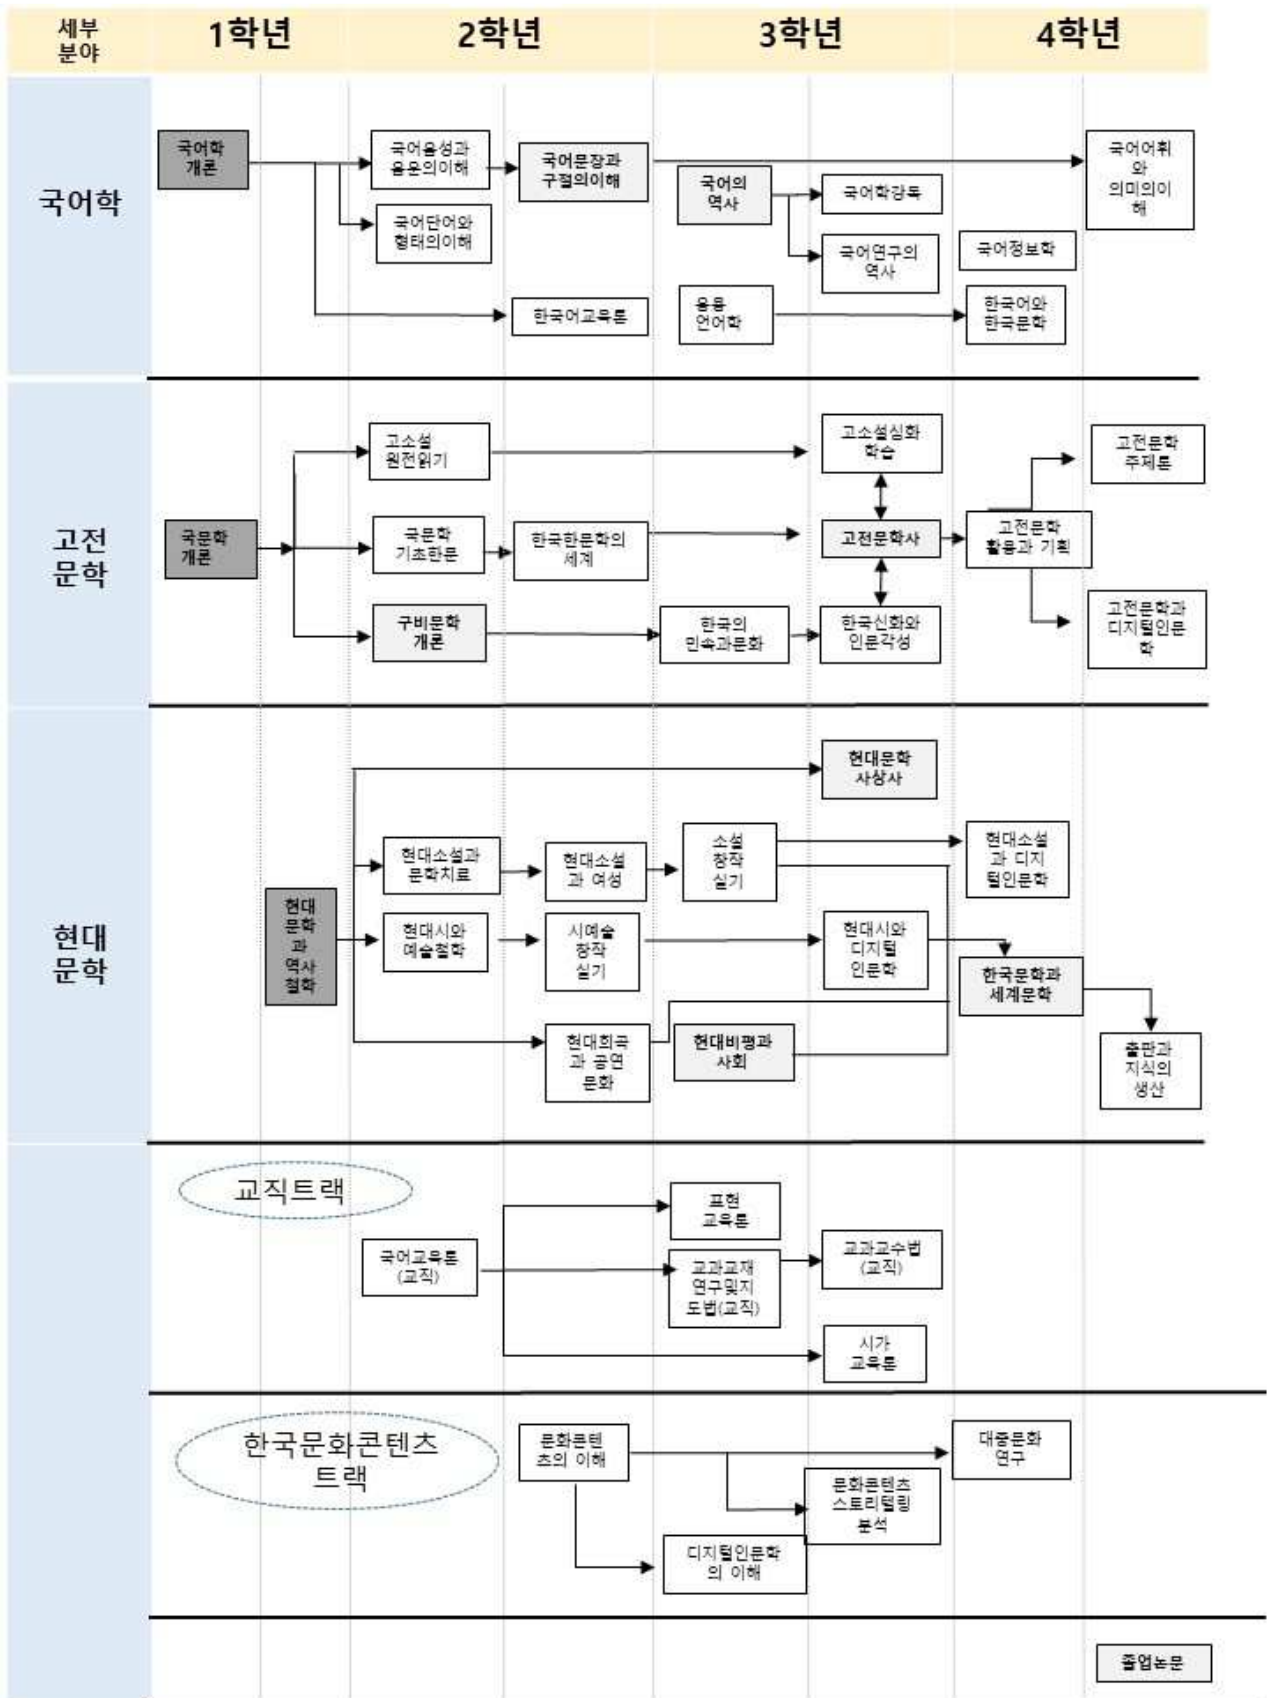 세부
분야
1학년
2학년
3학년
4학년
국어학
국어학
개론
국어음성과
음운의이해
국어문장과
구절의이해
국어어휘
와
의미의이
해
국어의
역사
국어학강독
국어단어와
형태의이해
국어연구의
역사
국어정보학
한국어교육론
응용
언어학
한국어와
한국문학
고전
문학
고소설
원전읽기
고소설심화
학습
고전문학
주제론
국문학
개론
국문학
기초한문
한국한문학의
세계
고전문학사
고전문학
활용과 기획
구비문학
개론
한국의
민속과문화
한국신화와
인문각성
고전문학과
디지털인문
학
현대
문학
현대문학
사상사
현대소설과
문학치료
현대소설
과 여성
소설
창작
실기
현대소설
과 디지
털인문학
현대
문학
과
역사
철학
현대시와
예술철학
시예술
창작
실기
현대시와
디지털
인문학
한국문학과
세계문학
현대희곡
과 공연
문화
현대비평과
사회
출판과
지식의
생산
교직트랙
표현
교육론
국어교육론
(교직)
교과교재
연구및지
도법(교직)
교과교수법
(교직)
시가
교육론
한국문화콘텐츠
트랙
문화콘텐
츠의 이해
대중문화
연구
문화콘텐츠
스토리텔링
분석
디지털인문학
의 이해
졸업논문